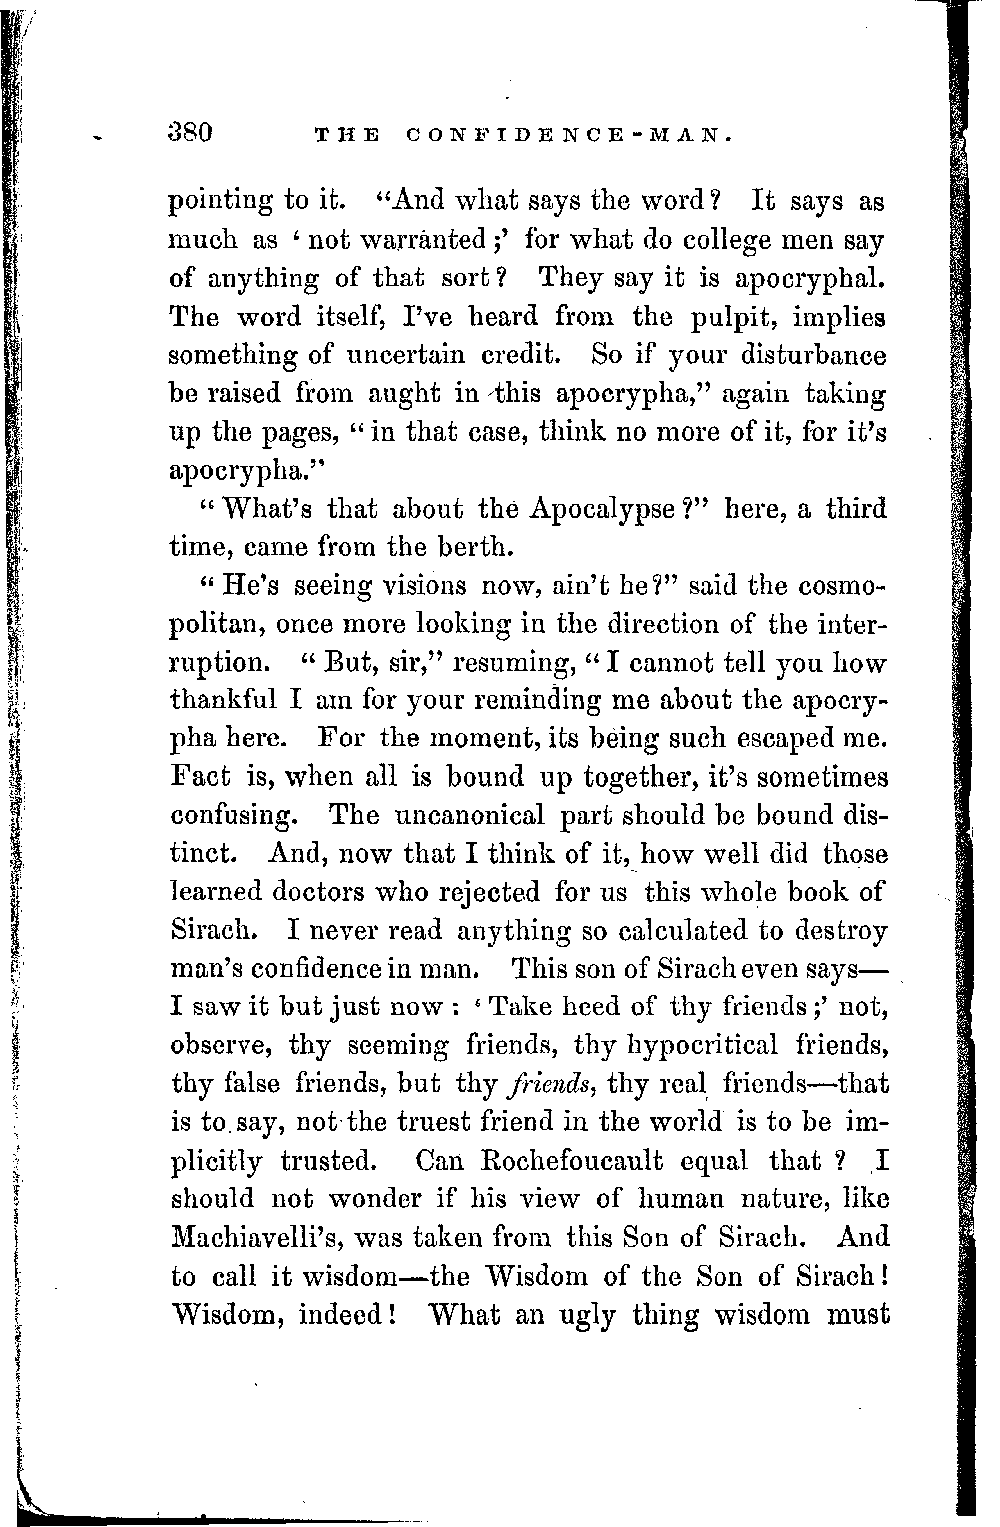 380 THE CONFIDENCE-MAN.
pointing to it. "And what says the word? It says as
much as 'not warranted;' for what do college men say
of anything of that sort? They say it is apocryphal.
The word itself, I've heard from the pulpit, implies
something of uncertain credit. So if your disturbance
be raised from aught in this apocrypha," again taking
up the pages, "in that case, think no more of it, for it's
apocrypha."
"What's that about the Apocalypse?" here, a third
time, came from the berth.
"He's seeing visions now, ain't he?" said the cosmo-
politan, once more looking in the direction of the inter-
ruption. "But, sir," resuming, "I cannot tell you how
thankful I am for your reminding me about the apocry-
pha here. For the moment, its being such escaped me.
Fact is, when all is bound up together, it's sometimes
confusing. The uncanonical part should be bound dis-
tinct. And, now that I think of it, how well did those
learned doctors who rejected for us this whole book of
Sirach. I never read anything so calculated to destroy
man's confidence in man. This son of Sirach even says—
I saw it but just now: 'Take heed of thy friends;' not,
observe, thy seeming friends, thy hypocritical friends,
thy false friends, but thy friends, thy real friends—that
is to say, not the truest friend in the world is to be im-
plicitly trusted. Can Rochefoucault equal that? I
should not wonder if his view of human nature, like
Machiavelli's, was taken from this Son of Sirach. And
to call it wisdom—the Wisdom of the Son of Sirach!
Wisdom, indeed! What an ugly thing wisdom must